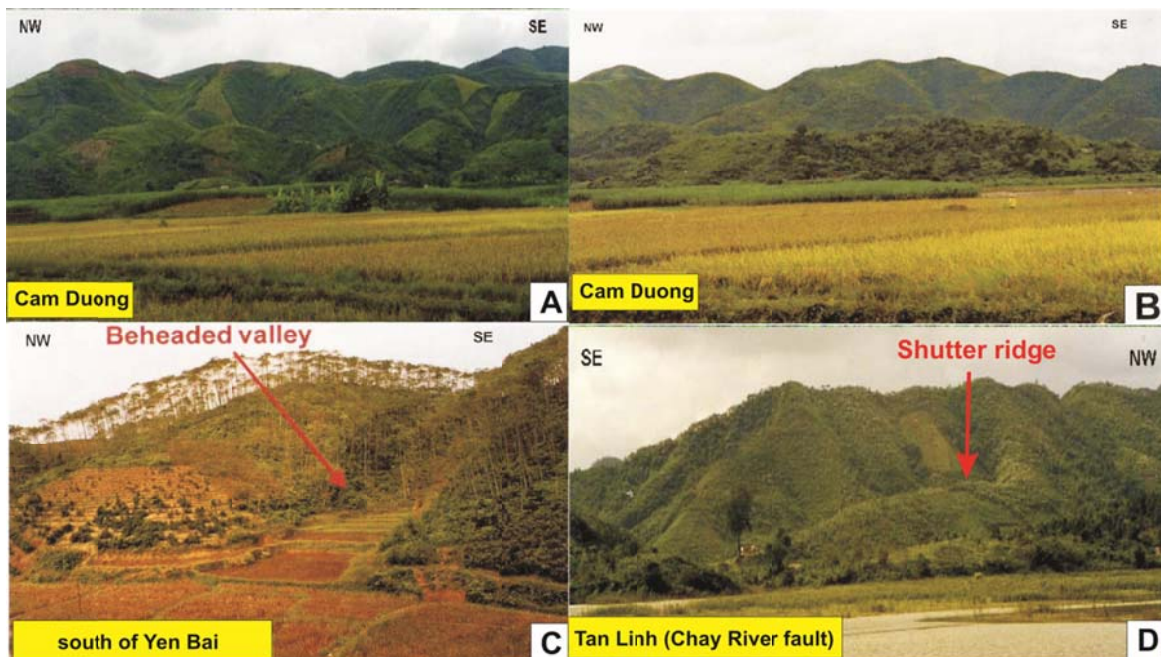 NW
SE
Cam Duong
A
NW
SE
Cam Duong
B
NW
Beheaded valley
SE
south of Yen Bai
C
SE
Shutter ridge
NW
Tan Linh (Chay River fault)
D